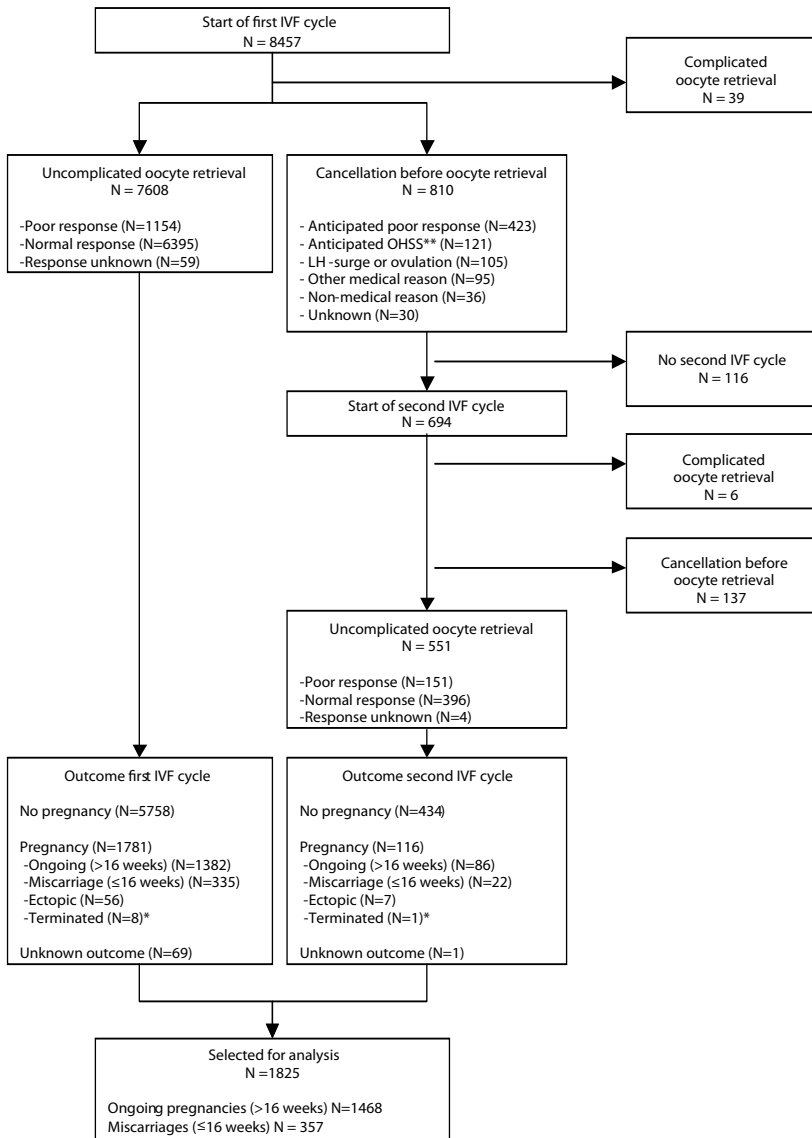 Start of first IVF cycle
N = 8457
Complicated
oocyte retrieval
N = 39
Uncomplicated oocyte retrieval
N = 7608
-Poor response (N=1154)
-Normal response (N=6395)
-Response unknown (N=59)
Cancellation before oocyte retrieval
N = 810
- Anticipated poor response (N=423)
- Anticipated OHSS** (N=121)
- LH-surge or ovulation (N=105)
- Other medical reason (N=95)
- Non-medical reason (N=36)
- Unknown (N=30)
No second IVF cycle
N = 116
Start of second IVF cycle
N = 694
Complicated
oocyte retrieval
N = 6
Cancellation before
oocyte retrieval
N = 137
Uncomplicated oocyte retrieval
N = 551
-Poor response (N=151)
-Normal response (N=396)
-Response unknown (N=4)
Outcome first IVF cycle
No pregnancy (N=5758)
Pregnancy (N=1781)
-Ongoing (>16 weeks) (N=1382)
-Miscarriage (≤16 weeks) (N=335)
-Ectopic (N=56)
-Terminated (N=8)*
Unknown outcome (N=69)
Outcome second IVF cycle
No pregnancy (N=434)
Pregnancy (N=116)
-Ongoing (>16 weeks) (N=86)
-Miscarriage (≤16 weeks) (N=22)
-Ectopic (N=7)
-Terminated (N=1)*
Unknown outcome (N=1)
Selected for analysis
N =1825
Ongoing pregnancies (>16 weeks) N=1468
Miscarriages (≤16 weeks) N = 357